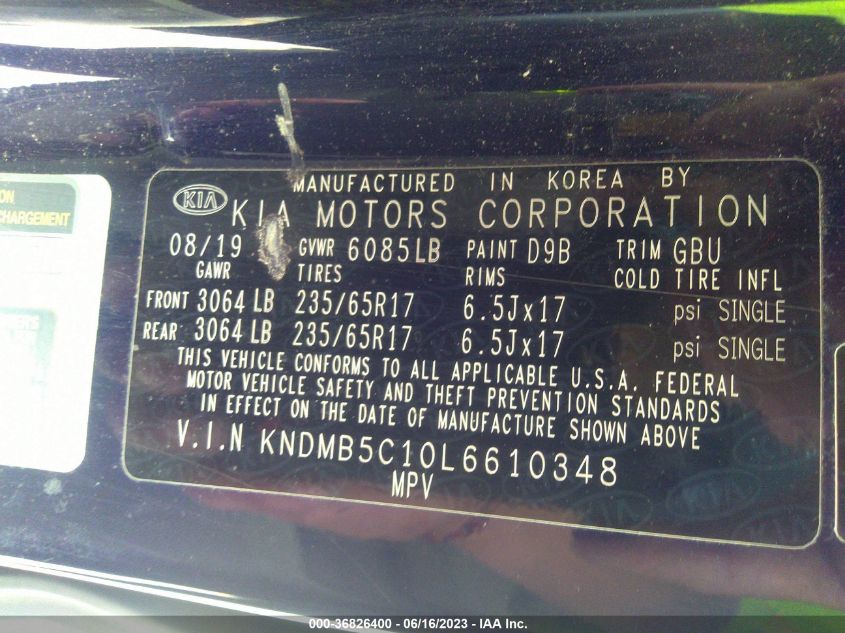 ON
CHARGEMENT
MANUFACTURED IN KOREA BY
KIA KIA MOTORS CORPORATION
08/19 GVWR 6085LB PAINT D9B TRIM GBU
GAWR TIRES RIMS COLD TIRE INFL
FRONT 3064 LB 235/65R17 6.5Jx17 psi SINGLE
REAR 3064 LB 235/65R17 6.5Jx17 psi SINGLE
THIS VEHICLE CONFORMS TO ALL APPLICABLE U.S.A. FEDERAL
MOTOR VEHICLE SAFETY AND THEFT PREVENTION STANDARDS
IN EFFECT ON THE DATE OF MANUFACTURE SHOWN ABOVE
V.I.N KNDMB5C10L6610348
MPV
000-36826400 - 06/16/2023 - IAA Inc.